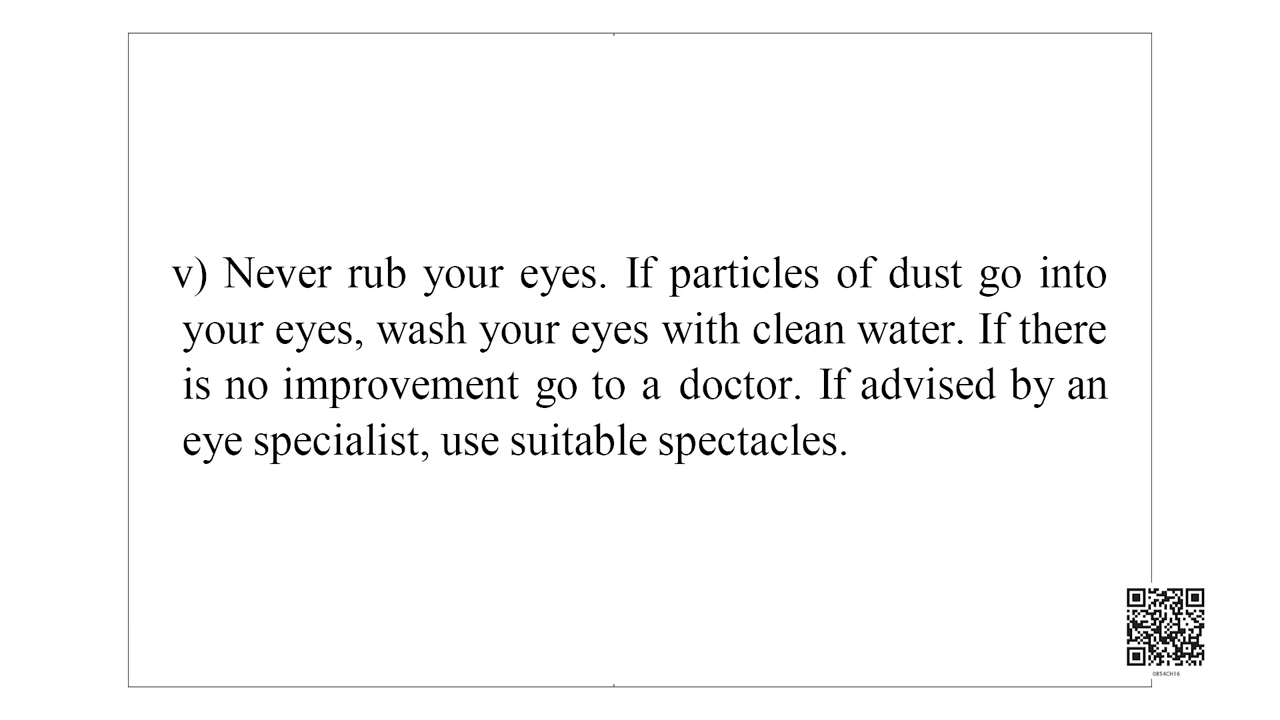 v) Never rub your eyes. If particles of dust go into
your eyes, wash your eyes with clean water. If there
is no improvement go to a doctor. If advised by an
eye specialist, use suitable spectacles.
0854CH16